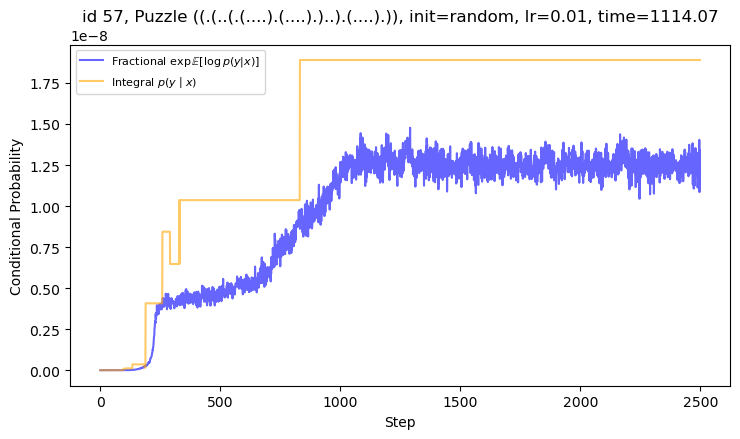 id 57, Puzzle ((.(..(.(....).(....).)..).(....).)), init=random, lr=0.01, time=1114.07
1e−8
Fractional exp𝔼[log p(y|x)]
Integral p(y | x)
1.75
1.50
1.25
1.00
0.75
0.50
0.25
0.00
Conditional Probability
0
500
1000
1500
2000
2500
Step